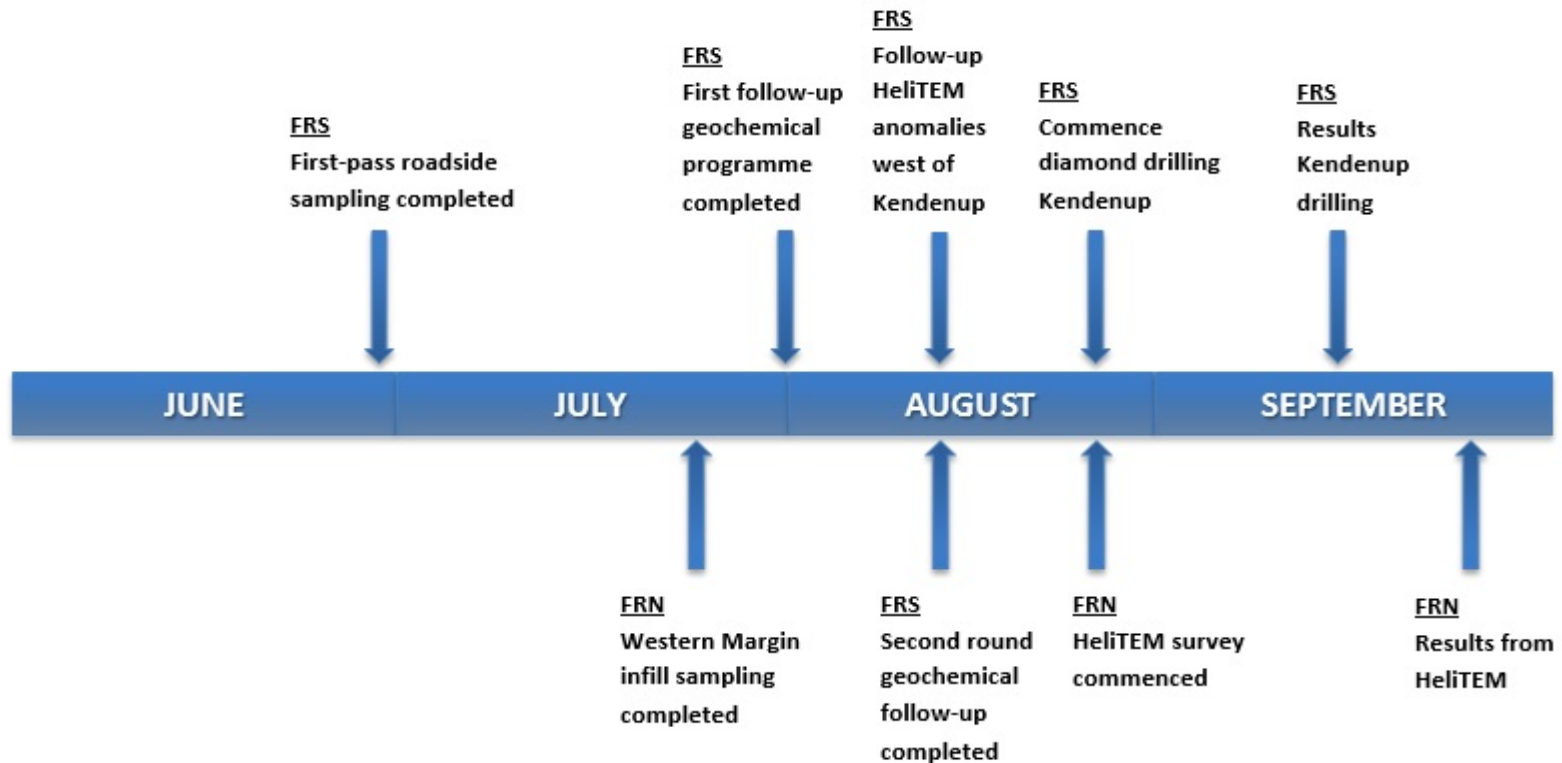 FRS
First-pass roadside
sampling completed
FRS
First follow-up
geochemical
programme
completed
FRS
Follow-up
HeliTEM
anomalies
west of
Kendenup
FRS
Commence
diamond drilling
Kendenup
FRS
Results
Kendenup
drilling
JUNE
JULY
AUGUST
SEPTEMBER
FRN
Western Margin
infill sampling
completed
FRS
Second round
geochemical
follow-up
completed
FRN
HeliTEM survey
commenced
FRN
Results from
HeliTEM